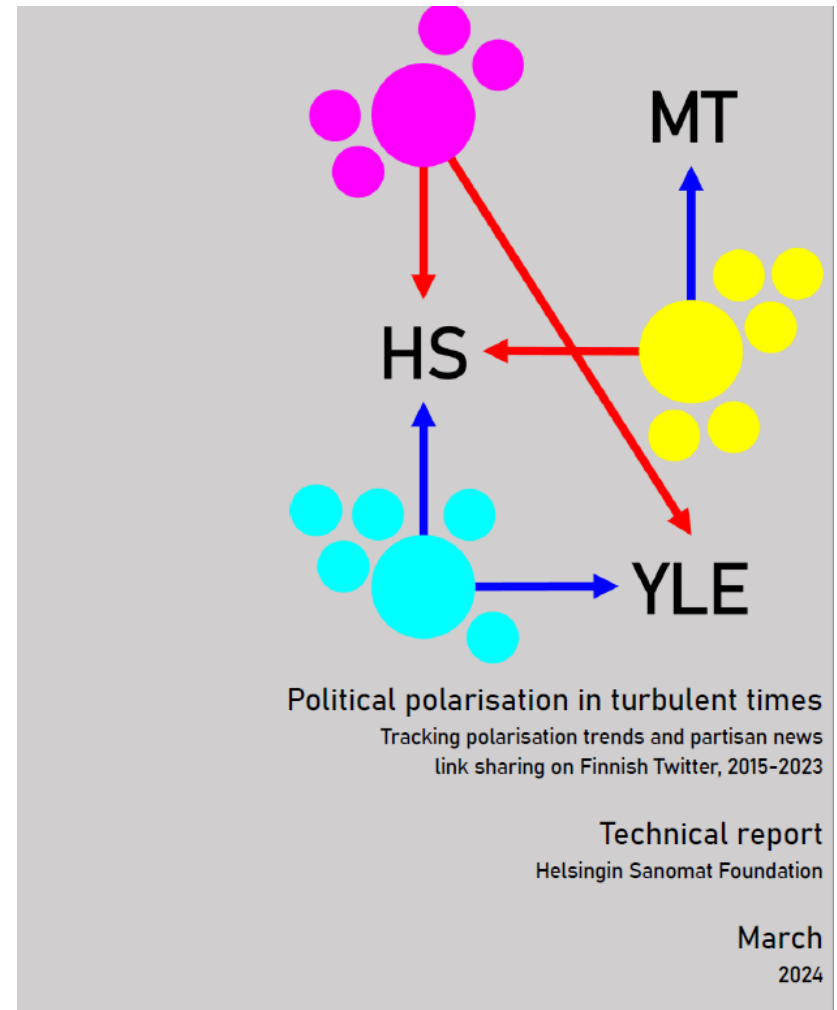 MT
HS
YLE
Political polarisation in turbulent times
Tracking polarisation trends and partisan news
link sharing on Finnish Twitter, 2015-2023
Technical report
Helsingin Sanomat Foundation
March
2024